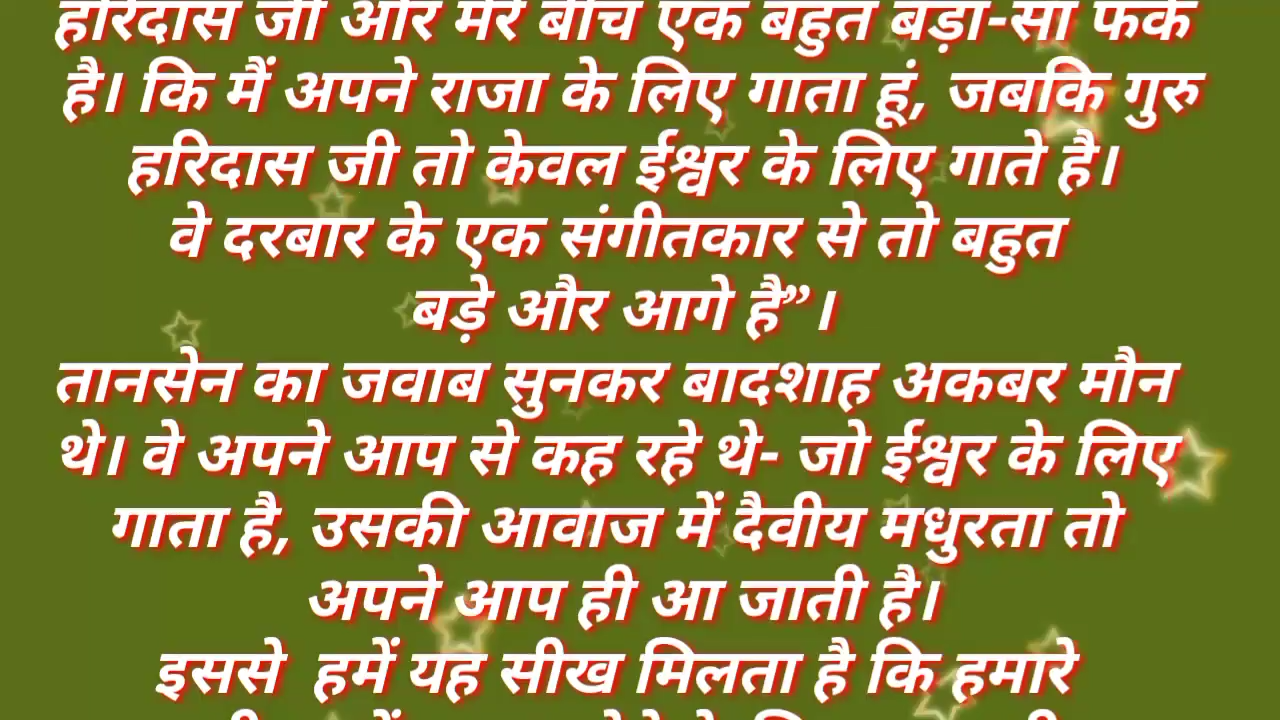 हरिदास जी और मेरे बीच एक बहुत बड़ा-सा फर्क
है। कि मैं अपने राजा के लिए गाता हूं, जबकि गुरु
हरिदास जी तो केवल ईश्वर के लिए गाते है।
वे दरबार के एक संगीतकार से तो बहुत
बड़े और आगे है”।
तानसेन का जवाब सुनकर बादशाह अकबर मौन
थे। वे अपने आप से कह रहे थे- जो ईश्वर के लिए
गाता है, उसकी आवाज में दैवीय मधुरता तो
अपने आप ही आ जाती है।
इससे हमें यह सीख मिलता है कि हमारे